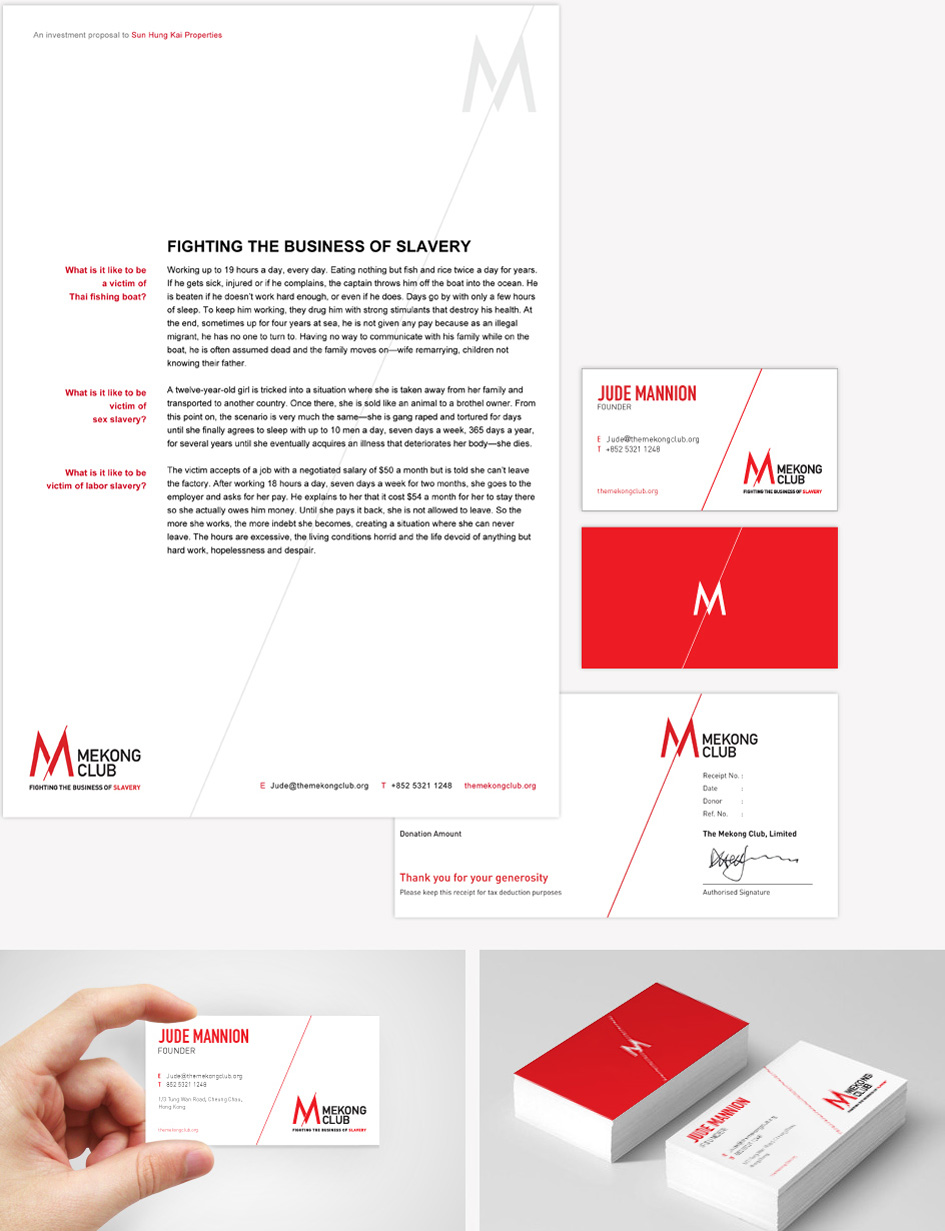 An investment proposal to Sun Hung Kai Properties
M
FIGHTING THE BUSINESS OF SLAVERY
What is it like to be
a victim of
Thai fishing boat?
Working up to 19 hours a day, every day. Eating nothing but fish and rice twice a day for years.
If he gets sick, injured or if he complains, the captain throws him off the boat into the ocean. He
is beaten if he doesn't work hard enough, or even if he does. Days go by with only a few hours
of sleep. To keep him working, they drug him with strong stimulants that destroy his health. At
the end, sometimes up for four years at sea, he is not given any pay because as an illegal
migrant, he has no one to turn to. Having no way to communicate with his family while on the
boat, he is often assumed dead and the family moves on—wife remarrying, children not
knowing their father.
What is it like to be
victim of
sex slavery?
A twelve-year-old girl is tricked into a situation where she is taken away from her family and
transported to another country. Once there, she is sold like an animal to a brothel owner. From
this point on, the scenario is very much the same—she is gang raped and tortured for days
until she finally agrees to sleep with up to 10 men a day, seven days a week, 365 days a year,
for several years until she eventually acquires an illness that deteriorates her body—she dies.
What is it like to be
victim of labor slavery?
The victim accepts of a job with a negotiated salary of $50 a month but is told she can't leave
the factory. After working 18 hours a day, seven days a week for two months, she goes to the
employer and asks for her pay. He explains to her that it cost $54 a month for her to stay there
so she actually owes him money. Until she pays it back, she is not allowed to leave. So the
more she works, the more indebt she becomes, creating a situation where she can never
leave. The hours are excessive, the living conditions horrid and the life devoid of anything but
hard work, hopelessness and despair.
M MEKONG
CLUB
FIGHTING THE BUSINESS OF SLAVERY
E Jude@themekongclub.org T +852 5321 1248 themekongclub.org
JUDE MANNION
FOUNDER
E Jude@themekongclub.org
T +852 5321 1248
themekongclub.org
M MEKONG
CLUB
FIGHTING THE BUSINESS OF SLAVERY
M
M MEKONG
CLUB
Receipt No. :
Date :
Donor :
Ref. No. :
The Mekong Club, Limited
Authorised Signature
Donation Amount
Thank you for your generosity
Please keep this receipt for tax deduction purposes
JUDE MANNION
FOUNDER
E Jude@themekongclub.org
T 852 5321 1248
1/3 Tung Wan Road, Cheung Chau,
Hong Kong
themekongclub.org
M MEKONG
CLUB
FIGHTING THE BUSINESS OF SLAVERY
M
JUDE MANNION
FOUNDER
M MEKONG
CLUB
FIGHTING THE BUSINESS OF SLAVERY